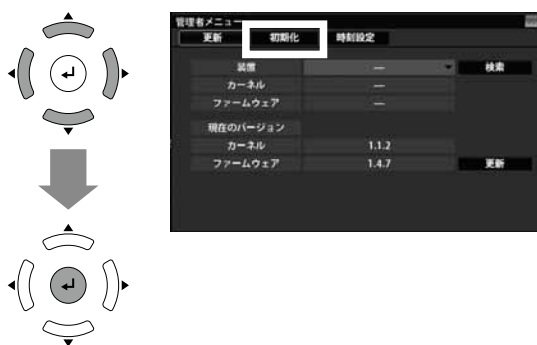 管理者メニュー
更新 初期化 時刻設定
装置 — 検索
カーネル —
ファームウェア —
現在のバージョン
カーネル 1.1.2
ファームウェア 1.4.7 更新